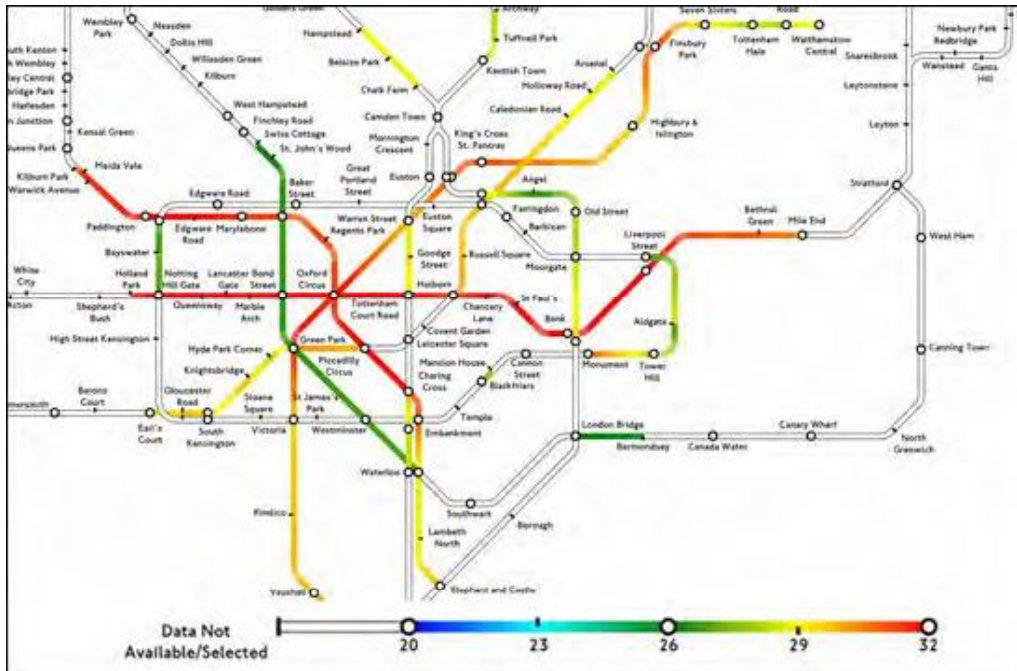 Golders Green
Archway
Seven Sisters
Road
Wembley
Park
Neasden
Hampstead
Tufnell Park
Finsbury
Park
Tottenham
Hale
Walthamstow
Central
Newbury Park
Redbridge
Dollis Hill
Willesden Green
Kilburn
Belsize Park
Arsenal
Kentish Town
Snaresbrook
Wanstead
Gants
Hill
Chalk Farm
Holloway Road
Leytonstone
West Hampstead
Finchley Road
Swiss Cottage
St. John's Wood
Caledonian Road
Camden Town
Highbury &
Islington
Leyton
Kensal Green
Mornington
Crescent
King's Cross
St. Pancras
Maida Vale
Kilburn Park
Warwick Avenue
Great
Portland
Street
Euston
Angel
Stratford
Edgware Road
Baker
Street
Warren Street
Regents Park
Euston
Square
Farringdon
Barbican
Old Street
Bethnal
Green
Mile End
Paddington
Edgware
Road
Marylebone
Liverpool
Street
West Ham
Bayswater
Goodge
Street
Russell Square
Moorgate
White
City
Holland
Park
Notting
Hill Gate
Lancaster
Gate
Bond
Street
Oxford
Circus
Holborn
Acton
Shepherd's
Bush
Queensway
Marble
Arch
Tottenham
Court Road
Chancery
Lane
St Paul's
Bank
Aldgate
High Street Kensington
Hyde Park Corner
Green Park
Covent Garden
Leicester Square
Canning Town
Knightsbridge
Piccadilly
Circus
Mansion House
Cannon
Street
Charing
Cross
Blackfriars
Monument
Tower
Hill
Barons
Court
Gloucester
Road
Sloane
Square
St James's
Park
Temple
Earl's
Court
South
Kensington
Victoria
Westminster
Embankment
London Bridge
Canary Wharf
Bermondsey
Canada Water
North
Greenwich
Waterloo
Pimlico
Southwark
Borough
Lambeth
North
Vauxhall
Elephant and Castle
Data Not
Available/Selected
20
23
26
29
32